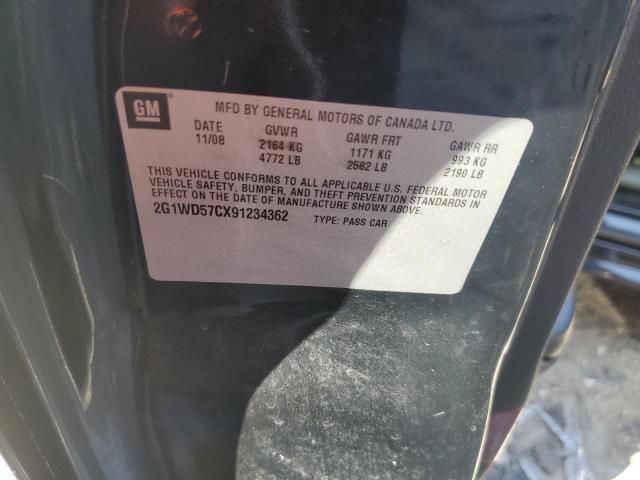 GM
MFD BY GENERAL MOTORS OF CANADA LTD.
DATE GVWR GAWR FRT GAWR RR
11/08 2164 KG 1171 KG 993 KG
4772 LB 2582 LB 2190 LB
THIS VEHICLE CONFORMS TO ALL APPLICABLE U.S. FEDERAL MOTOR
VEHICLE SAFETY, BUMPER, AND THEFT PREVENTION STANDARDS IN
EFFECT ON THE DATE OF MANUFACTURE SHOWN ABOVE.
2G1WD57CX91234362 TYPE: PASS CAR